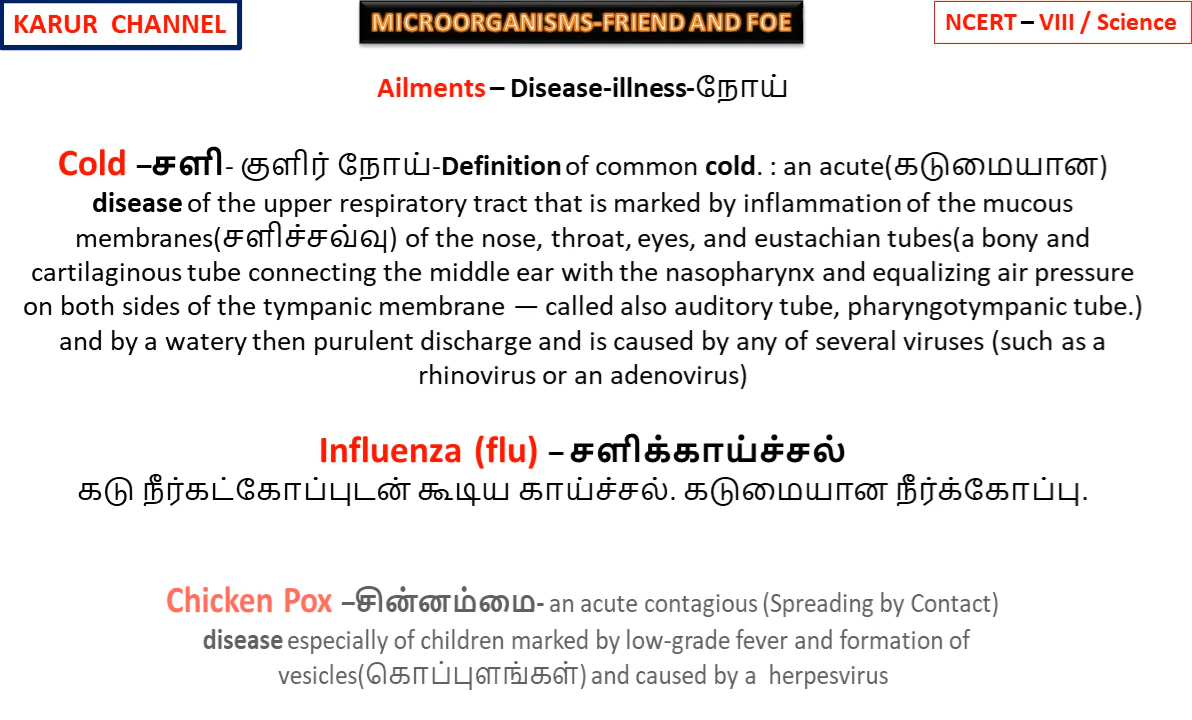 KARUR CHANNEL
MICROORGANISMS-FRIEND AND FOE
NCERT – VIII / Science
Ailments – Disease-illness-நோய்
Cold –சளி- குளிர் நோய்-Definition of common cold. : an acute(கடுமையான)
disease of the upper respiratory tract that is marked by inflammation of the mucous
membranes(சளிச்சவ்வு) of the nose, throat, eyes, and eustachian tubes(a bony and
cartilaginous tube connecting the middle ear with the nasopharynx and equalizing air pressure
on both sides of the tympanic membrane — called also auditory tube, pharyngotympanic tube.)
and by a watery then purulent discharge and is caused by any of several viruses (such as a
rhinovirus or an adenovirus)
Influenza (flu) – சளிக்காய்ச்சல்
கடு நீர்கட்கோப்புடன் கூடிய காய்ச்சல். கடுமையான நீர்க்கோப்பு.
Chicken Pox –சின்னம்மை- an acute contagious (Spreading by Contact)
disease especially of children marked by low-grade fever and formation of
vesicles(கொப்புளங்கள்) and caused by a herpesvirus